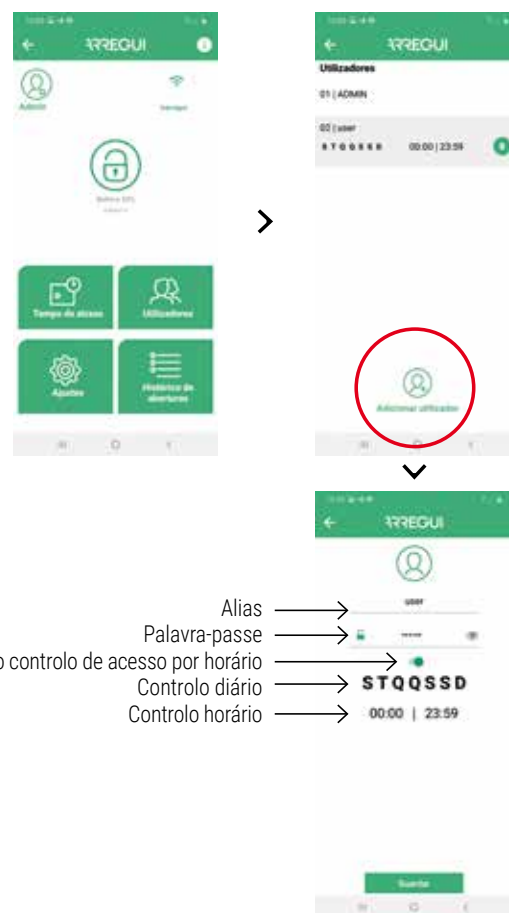 ARREGUI
Admin
Tempo de atraso
Utilizadores
Ajustes
Histórico de
aberturas
ARREGUI
Utilizadores
01 | ADMIN
02 | user
S T Q Q S S D 00:00 | 23:59
Adicionar utilizador
ARREGUI
user
Alias
Palavra-passe
o controlo de acesso por horário
Controlo diário
Controlo horário
S T Q Q S S D
00:00 | 23:59
Guardar